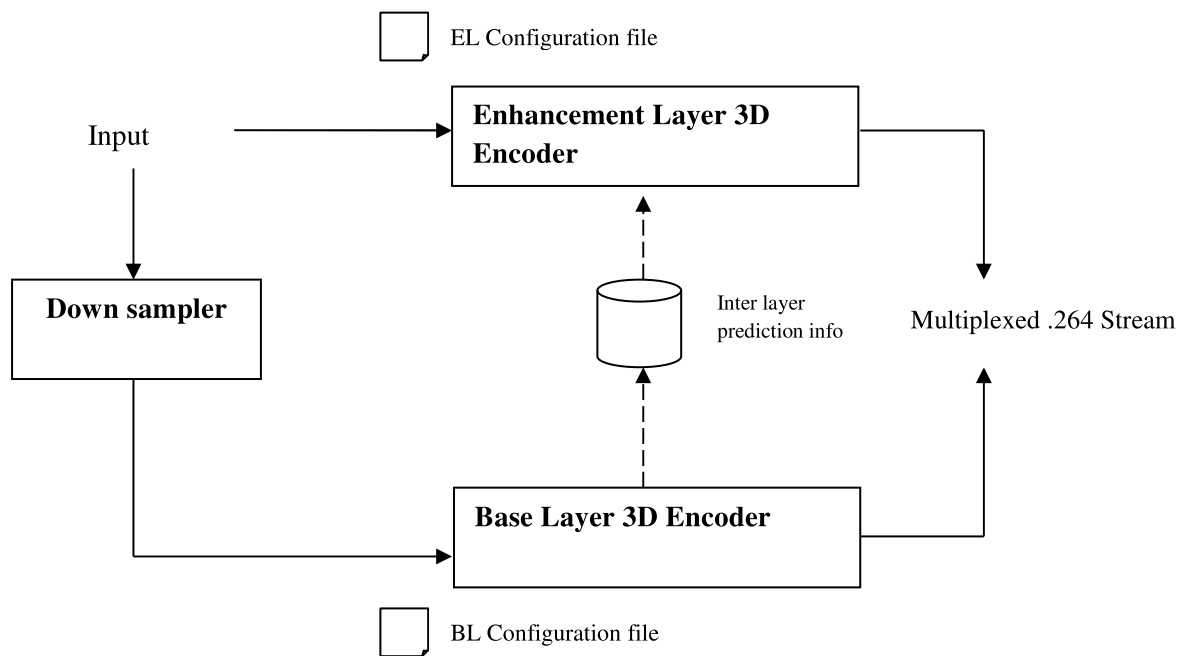 EL Configuration file
Enhancement Layer 3D
Encoder
Input
Down sampler
Inter layer
prediction info
Multiplexed .264 Stream
Base Layer 3D Encoder
BL Configuration file